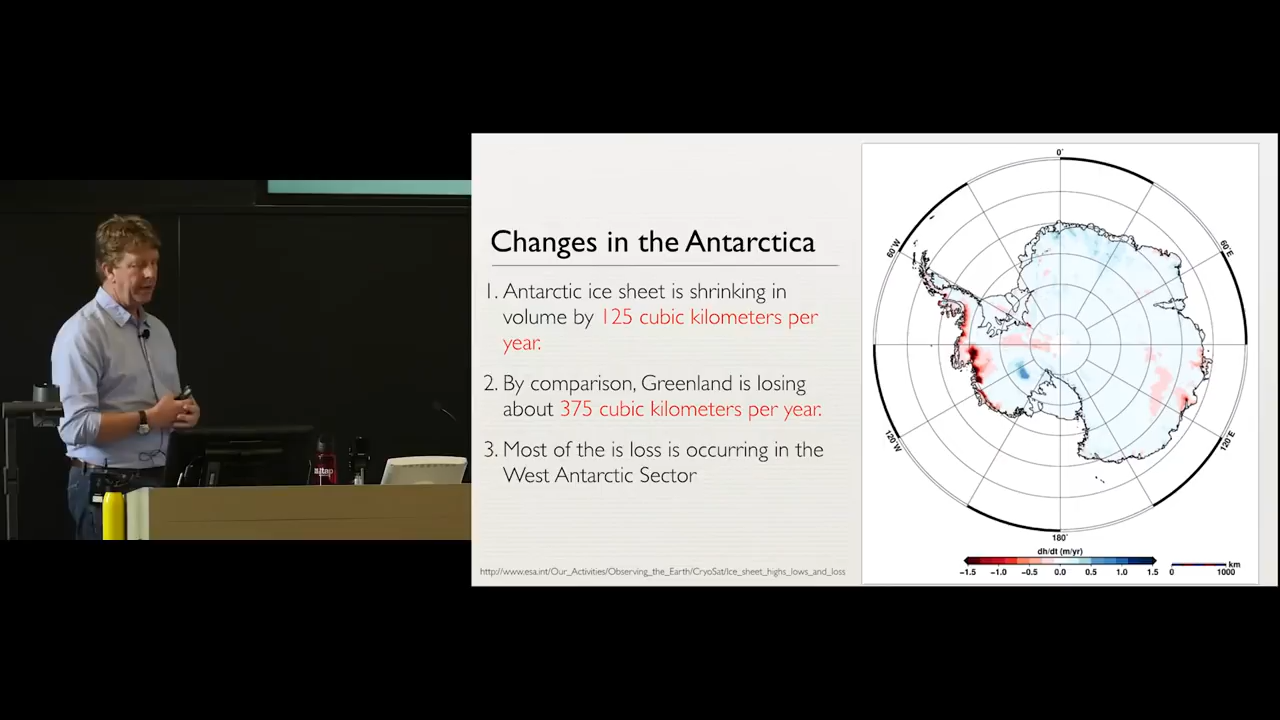 Changes in the Antarctica
1. Antarctic ice sheet is shrinking in
volume by 125 cubic kilometers per
year.
2. By comparison, Greenland is losing
about 375 cubic kilometers per year.
3. Most of the is loss is occurring in the
West Antarctic Sector
http://www.esa.int/Our_Activities/Observing_the_Earth/CryoSat/Ice_sheet_highs_lows_and_loss
0°
60°W
60°E
120°W
120°E
180°
dh/dt (m/yr)
-1.5 -1.0 -0.5 0.0 0.5 1.0 1.5
km
0 1000